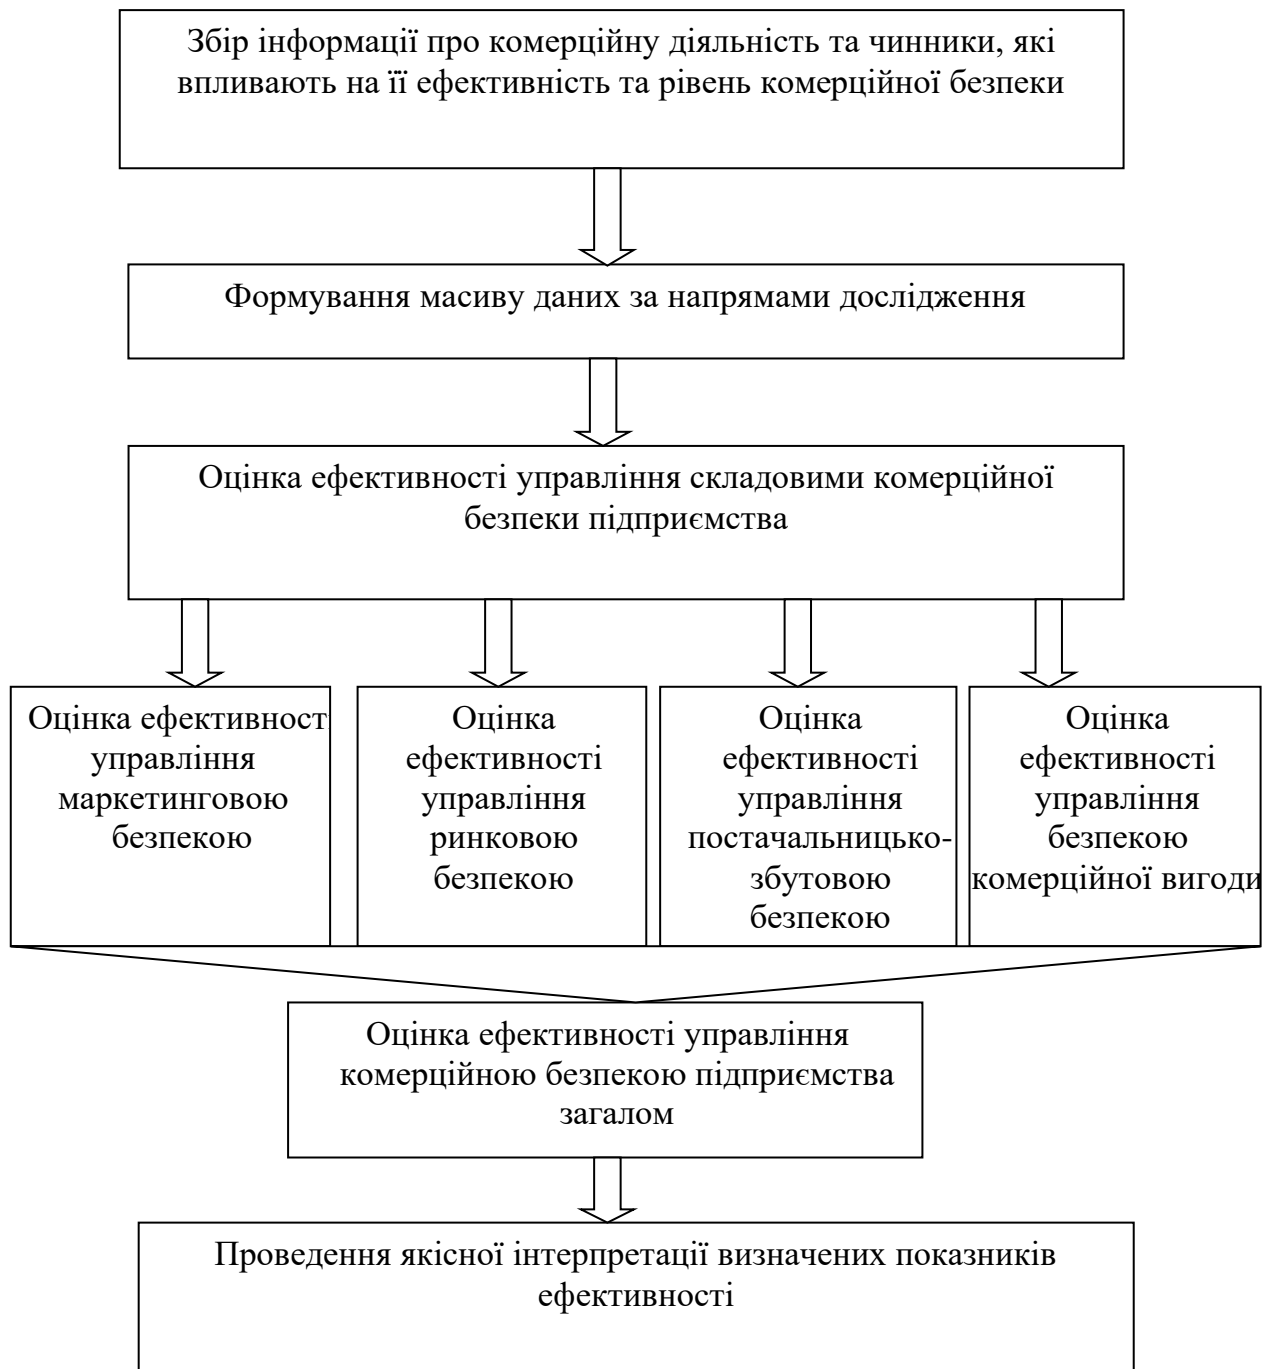 Збір інформації про комерційну діяльність та чинники, які
впливають на її ефективність та рівень комерційної безпеки
Формування масиву даних за напрямами дослідження
Оцінка ефективності управління складовими комерційної
безпеки підприємства
Оцінка ефективності
управління
маркетинговою
безпекою
Оцінка
ефективності
управління
ринковою
безпекою
Оцінка
ефективності
управління
постачальницько-
збутовою
безпекою
Оцінка
ефективності
управління
безпекою
комерційної вигоди
Оцінка ефективності управління
комерційною безпекою підприємства
загалом
Проведення якісної інтерпретації визначених показників
ефективності